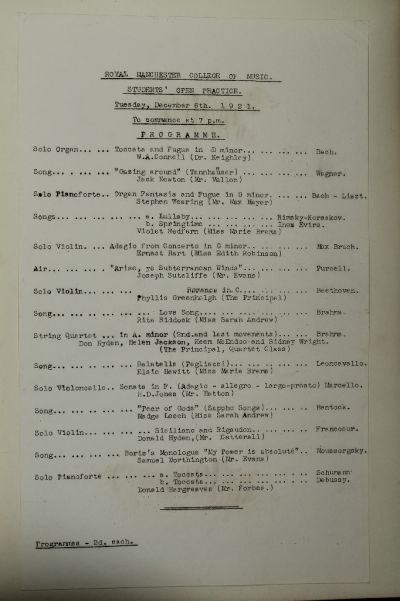 ROYAL MANCHESTER COLLEGE OF MUSIC.
STUDENTS' OPEN PRACTICE.
Tuesday, December 6th. 1921.
To commence at 7 p.m.
PROGRAMME.
Solo Organ... ... Toccata and Fugue in D minor... ... ... ... Bach.
W.A.Connell (Dr. Keighley)
Song... ... ... "Gazing around" (Tannhäuser) ... ... ... ... Wagner.
Jack Newton (Mr. Vallon)
Solo Pianoforte.. Organ Fantasia and Fugue in G minor. ... ... Bach - Liszt.
Stephen Wearing (Mr. Max Mayer)
Songs... ... ... ... ... a. Lullaby... ... ... ... ... Rimsky-Korsakov.
b. Springtime ... ... ... ... ... Inez Evira.
Violet Redfern (Miss Marie Brema)
Solo Violin. ... Adagio from Concerto in G minor.. ... ... ... Max Bruch.
Ernest Hart (Miss Edith Robinson)
Air... ... ... "Arise, ye Subterranean Winds"... ... ... ... Purcell.
Joseph Sutcliffe (Mr. Evans)
Solo Violin... ... ... Romance in C... ... ... ... ... Beethoven.
Phyllis Greenhalgh (The Principal)
Song... ... ... ... ... Love Song... ... ... ... ... Brahms.
Rita Riddock (Miss Sarah Andrew)
String Quartet ... in A. minor (2nd. and last movements)... ... Brahms.
Don Hyden, Helen Jackson, Keen McEndoo and Sidney Wright.
(The Principal, Quartet Class)
Song... ... ... ... Balatella (Pagliacci)... ... ... ... Leoncavallo.
Elsie Hewitt (Miss Marie Brema)
Solo Violoncello.. Sonata in F. (Adagio - allegro - largo-presto) Marcello.
H.D.Jones (Mr. Hatton)
Song... ... ... ... "Peer of Gods" (Sappho Songs)... ... ... Bantock.
Madge Leech (Miss Sarah Andrew)
Solo Violin... ... ... Siciliano and Rigaudon... ... ... ... Francoeur.
Donald Hyden, (Mr. Catterall)
Song... ... ... Boris's Monologue "My Power is absolute".. .. Moussorgsky.
Samuel Worthington (Mr. Evans)
Solo Pianoforte ... ... ... a. Toccata... ... ... ... ... Schumann
b. Toccata... ... ... ... ... Debussy.
Donald Hargreaves (Mr. Forbes.)
Programmes - 2d. each.